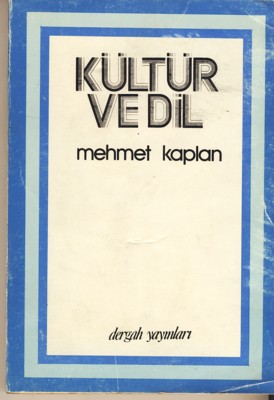 KÜLTÜR
VE DİL
mehmet kaplan
dergah yayınları